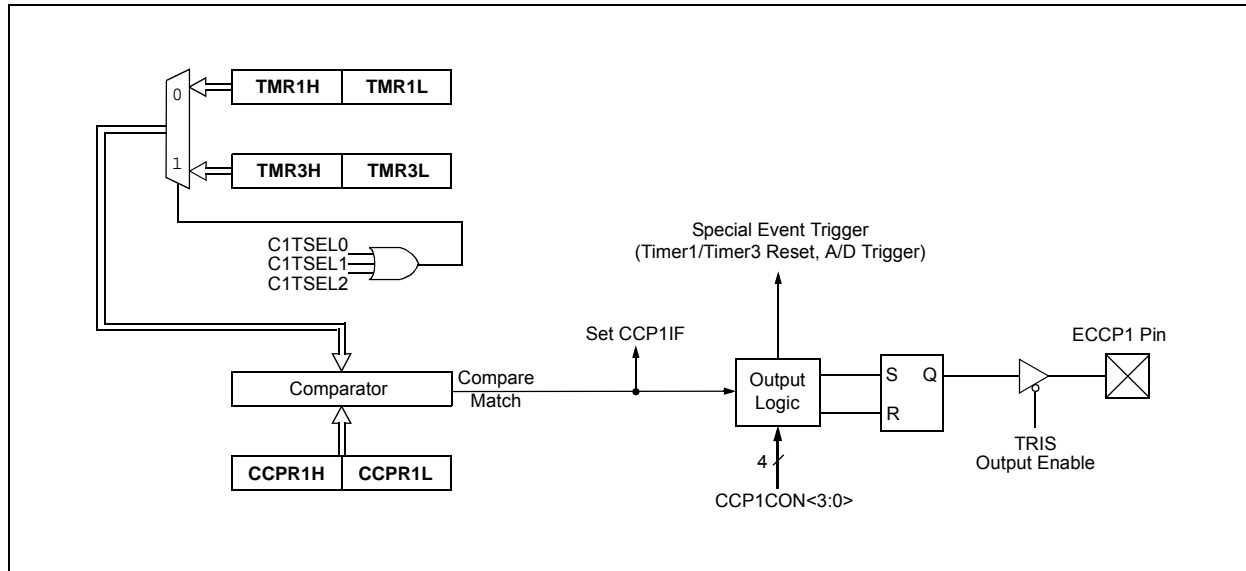 0
TMR1H TMR1L
1
TMR3H TMR3L
C1TSEL0
C1TSEL1
C1TSEL2
Special Event Trigger
(Timer1/Timer3 Reset, A/D Trigger)
Set CCP1IF
ECCP1 Pin
Comparator
Compare
Match
Output
Logic
S Q
R
TRIS
Output Enable
CCPR1H CCPR1L
4
CCP1CON<3:0>